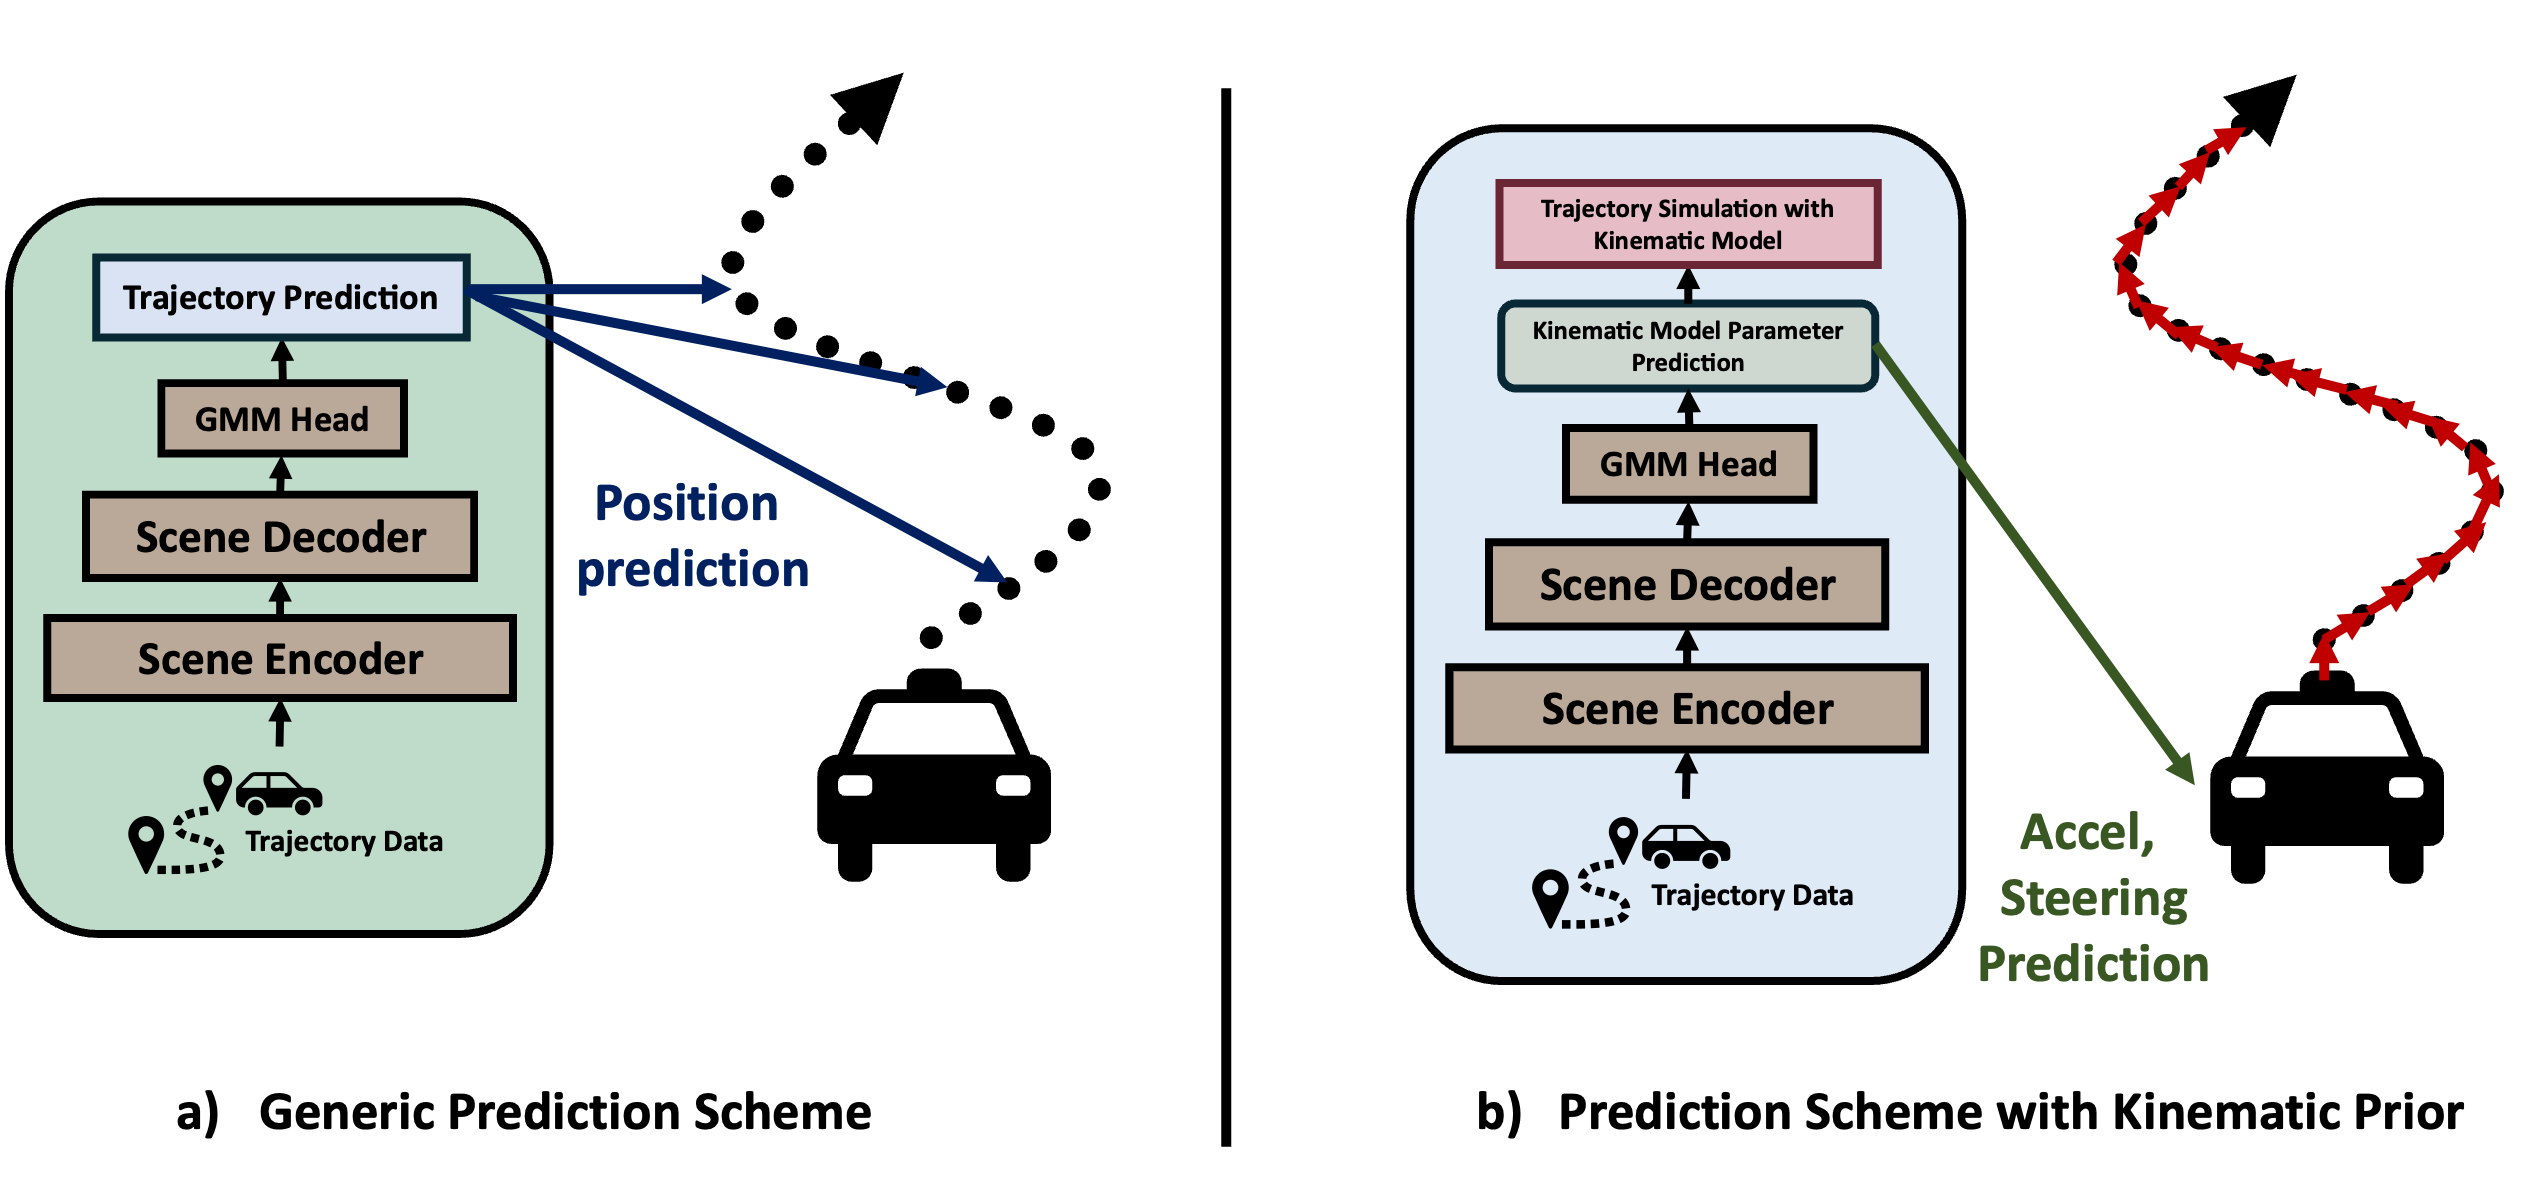 Trajectory Prediction
GMM Head
Scene Decoder
Scene Encoder
Trajectory Data
Position
prediction
a) Generic Prediction Scheme
Trajectory Simulation with
Kinematic Model
Kinematic Model Parameter
Prediction
GMM Head
Scene Decoder
Scene Encoder
Trajectory Data
Accel,
Steering
Prediction
b) Prediction Scheme with Kinematic Prior